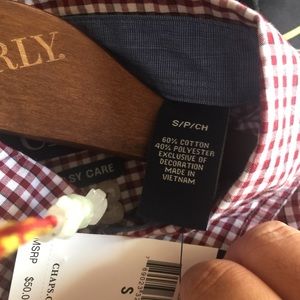 RLY.
S/P/CH
60% COTTON
40% POLYESTER
EXCLUSIVE OF
DECORATION
MADE IN
VIETNAM
SY CARE
CHAPS.C
S
MSRP
$50.0